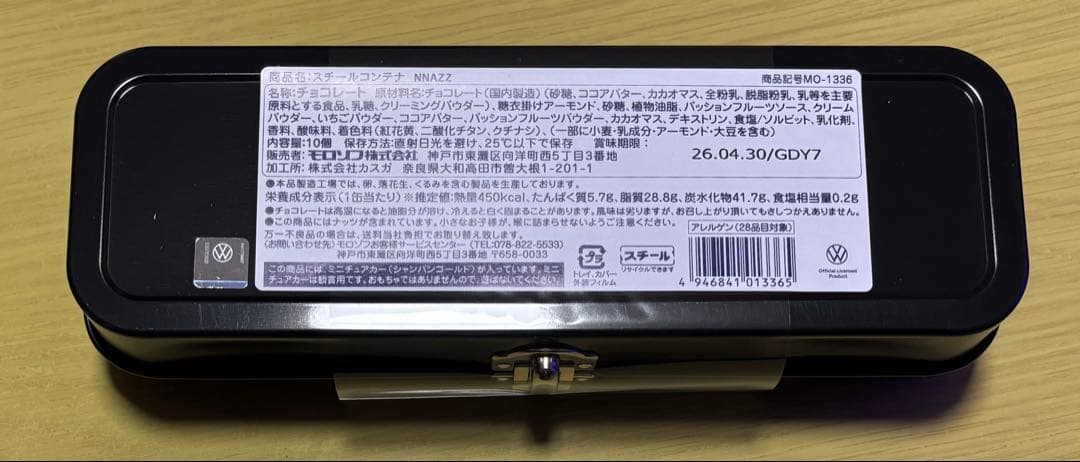 商品名:スチールコンテナ NNAZZ 商品記号MO-1336
名称:チョコレート 原材料名:チョコレート(国内製造)(砂糖、ココアバター、カカオマス、全粉乳、脱脂粉乳、乳等を主要
原料とする食品、乳糖、クリーミングパウダー)、糖衣掛けアーモンド、砂糖、植物油脂、パッションフルーツソース、クリーム
パウダー、いちごパウダー、ココアバター、パッションフルーツパウダー、カカオマス、デキストリン、食塩/ソルビット、乳化剤、
香料、酸味料、着色料(紅花黄、二酸化チタン、クチナシ)、(一部に小麦・乳成分・アーモンド・大豆を含む)
内容量:10個 保存方法:直射日光を避け、25℃以下で保存 賞味期限:
26.04.30/GDY7
販売者:モロゾフ株式会社 神戸市東灘区向洋町西5丁目3番地
加工所:株式会社カスガ 奈良県大和高田市曽大根1-201-1
●本品製造工場では、卵、落花生、くるみを含む製品を生産しております。
栄養成分表示(1缶当たり)※推定値:熱量450kcal、たんぱく質5.7g、脂質28.8g、炭水化物41.7g、食塩相当量0.2g
●チョコレートは高温になると油脂分が溶け、冷えると白く固まることがあります。風味は劣りますが、お召し上がり頂いてもさしつかえありません。
●この商品にはナッツが含まれています。小さなお子様が、喉に詰まらせないようご注意ください。
万一不良品の場合は、送料当社負担でお取り替え致します。
〈お問い合わせ先〉モロゾフお客様サービスセンター(TEL:078-822-5533)
神戸市東灘区向洋町西5丁目3番地 〒658-0033
この商品には、ミニチュアカー(シャンパンゴールド)が入っています。ミニ
チュアカーは観賞用です。おもちゃではありませんので、遊ばないでください。
プラ
トレイ、カバー
外装フィルム
スチール
リサイクルできます
アレルゲン(28品目対象)
4 946841 013365
Official Licensed
Product